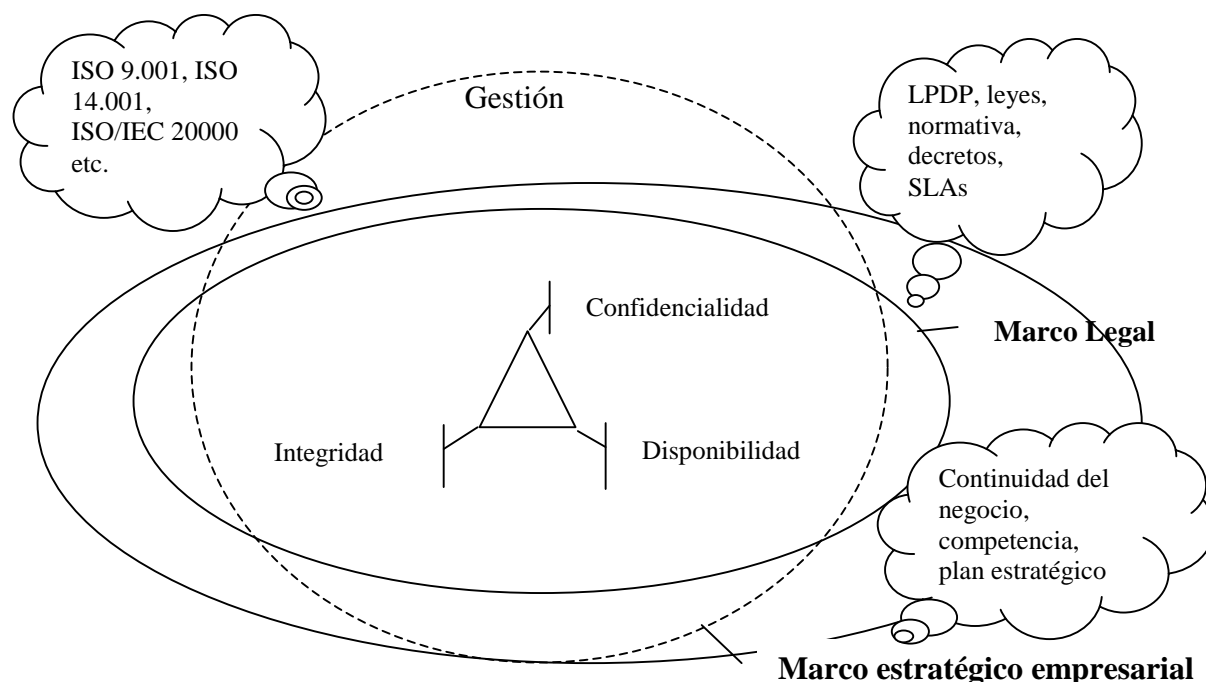 ISO 9.001, ISO
14.001,
ISO/IEC 20000
etc.
Gestión
LPDP, leyes,
normativa,
decretos,
SLAs
Confidencialidad
Marco Legal
Integridad
Disponibilidad
Continuidad del
negocio,
competencia,
plan estratégico
Marco estratégico empresarial